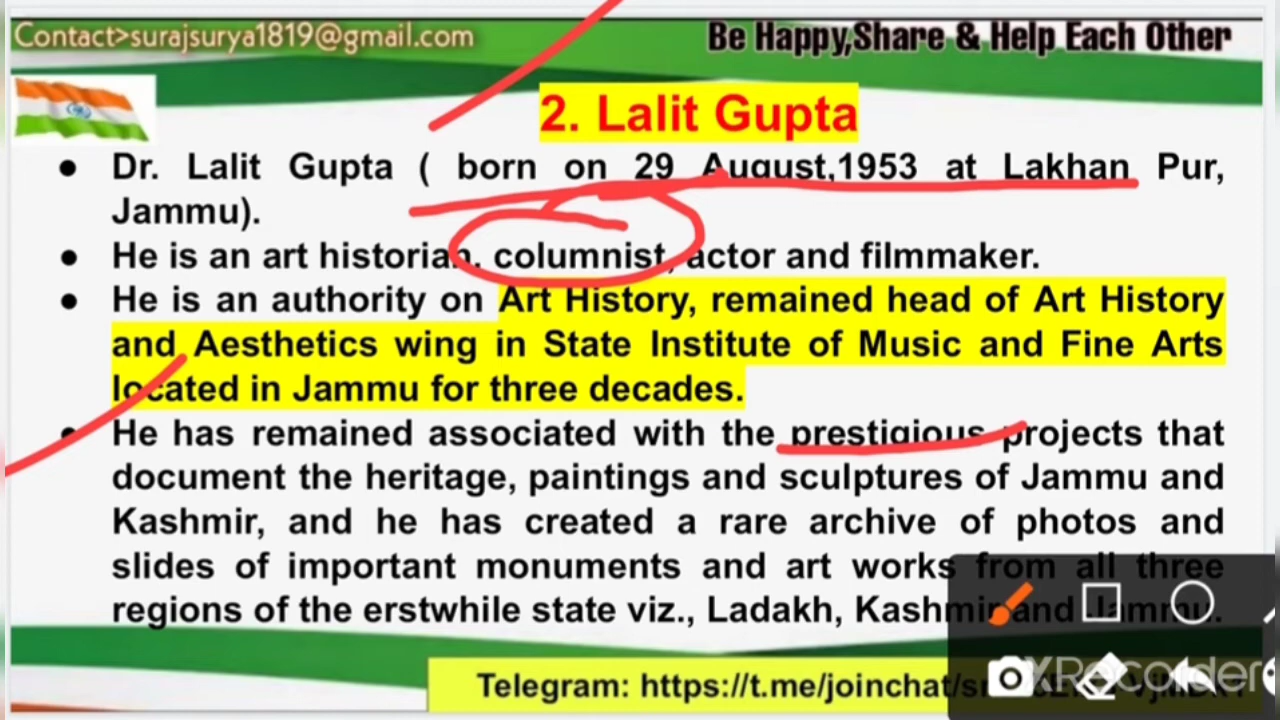 Contact>surajsurya1819@gmail.com
Be Happy,Share & Help Each Other
2. Lalit Gupta
● Dr. Lalit Gupta ( born on 29 August,1953 at Lakhan Pur,
Jammu).
● He is an art historian, columnist, actor and filmmaker.
● He is an authority on Art History, remained head of Art History
and Aesthetics wing in State Institute of Music and Fine Arts
located in Jammu for three decades.
● He has remained associated with the prestigious projects that
document the heritage, paintings and sculptures of Jammu and
Kashmir, and he has created a rare archive of photos and
slides of important monuments and art works from all three
regions of the erstwhile state viz., Ladakh, Kashmir and Jammu.
Telegram: https://t.me/joinchat/
XRecorder